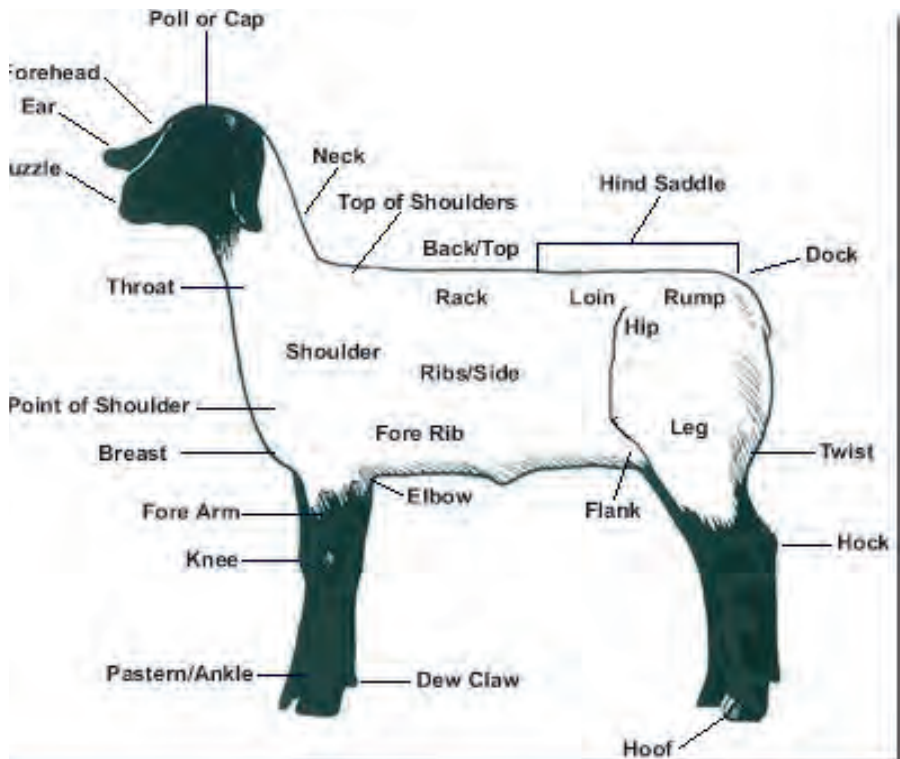 Poll or Cap
Forehead
Ear
uzzle
Neck
Top of Shoulders
Hind Saddle
Back/Top
Dock
Throat
Rack
Loin
Rump
Hip
Shoulder
Ribs/Side
Point of Shoulder
Fore Rib
Leg
Breast
Twist
Elbow
Fore Arm
Flank
Hock
Knee
Pastern/Ankle
Dew Claw
Hoof